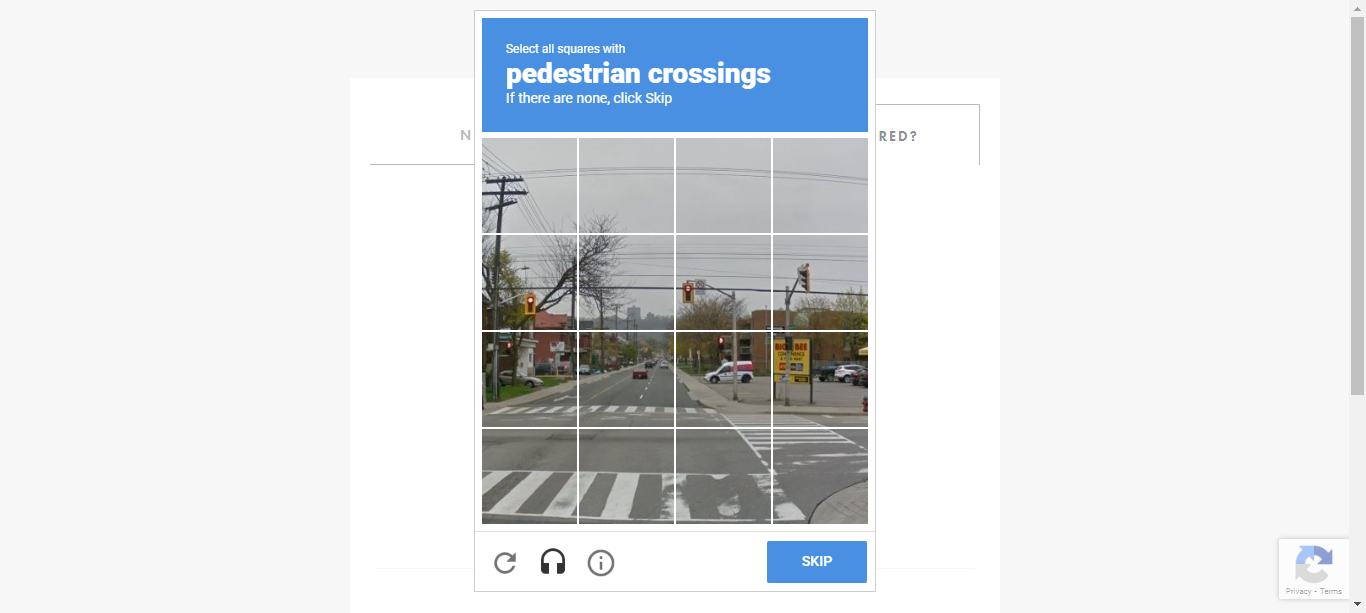 Select all squares with
pedestrian crossings
If there are none, click Skip
N
RED?
SKIP
Privacy - Terms